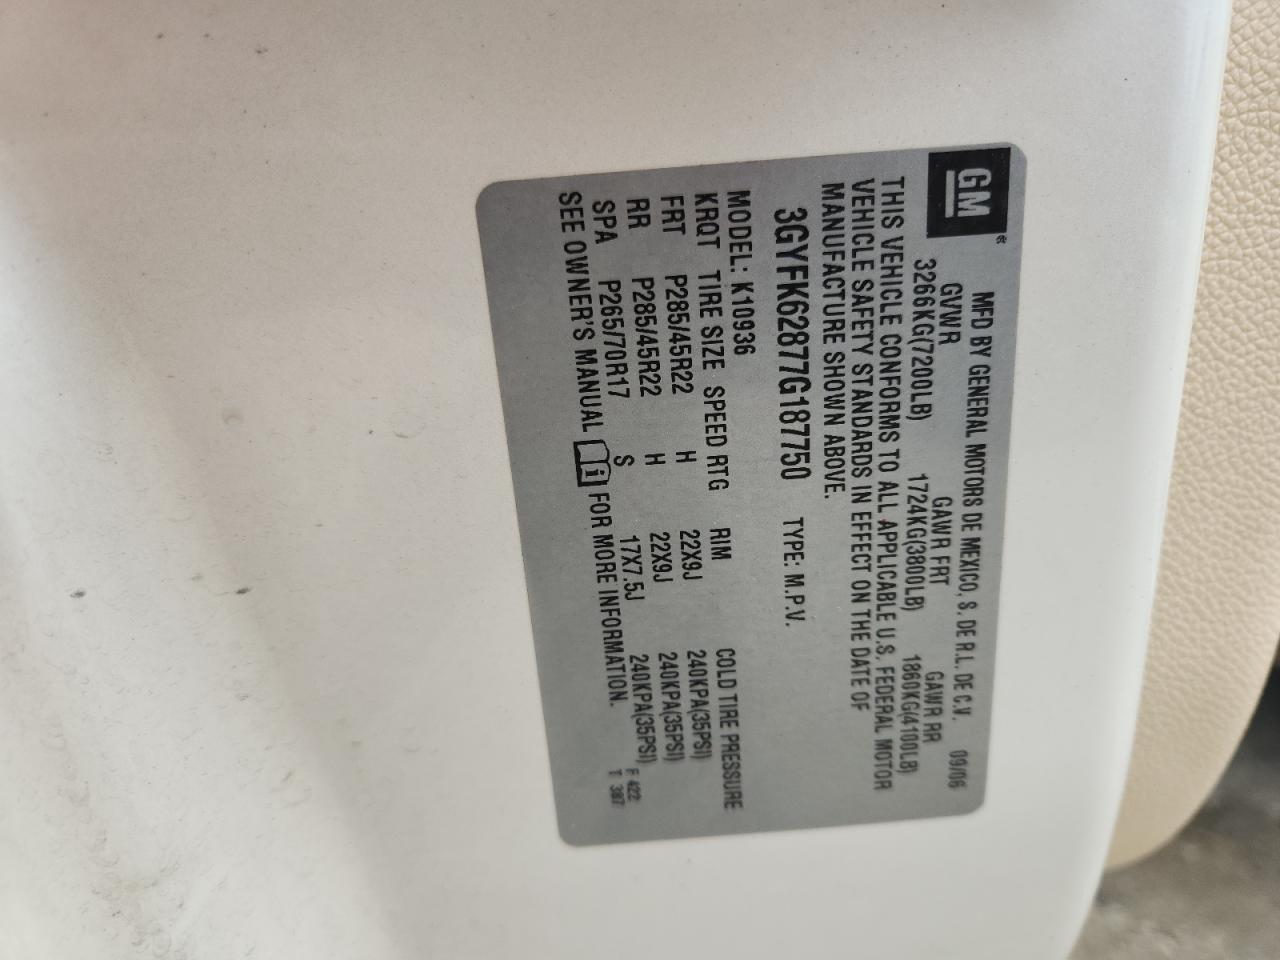 GM
MFD BY GENERAL MOTORS DE MEXICO, S. DE R.L. DE C.V. 09/06
GVWR GAWR FRT GAWR RR
3266KG(7200LB) 1724KG(3800LB) 1860KG(4100LB)
THIS VEHICLE CONFORMS TO ALL APPLICABLE U.S. FEDERAL MOTOR
VEHICLE SAFETY STANDARDS IN EFFECT ON THE DATE OF
MANUFACTURE SHOWN ABOVE.
3GYFK62877G187750 TYPE: M.P.V.
MODEL: K10936
KRQT TIRE SIZE SPEED RTG RIM COLD TIRE PRESSURE
FRT P285/45R22 H 22X9J 240KPA(35PSI)
RR P285/45R22 H 22X9J 240KPA(35PSI)
SPA P265/70R17 S 17X7.5J 240KPA(35PSI)
SEE OWNER'S MANUAL i FOR MORE INFORMATION.
F 422
T 387